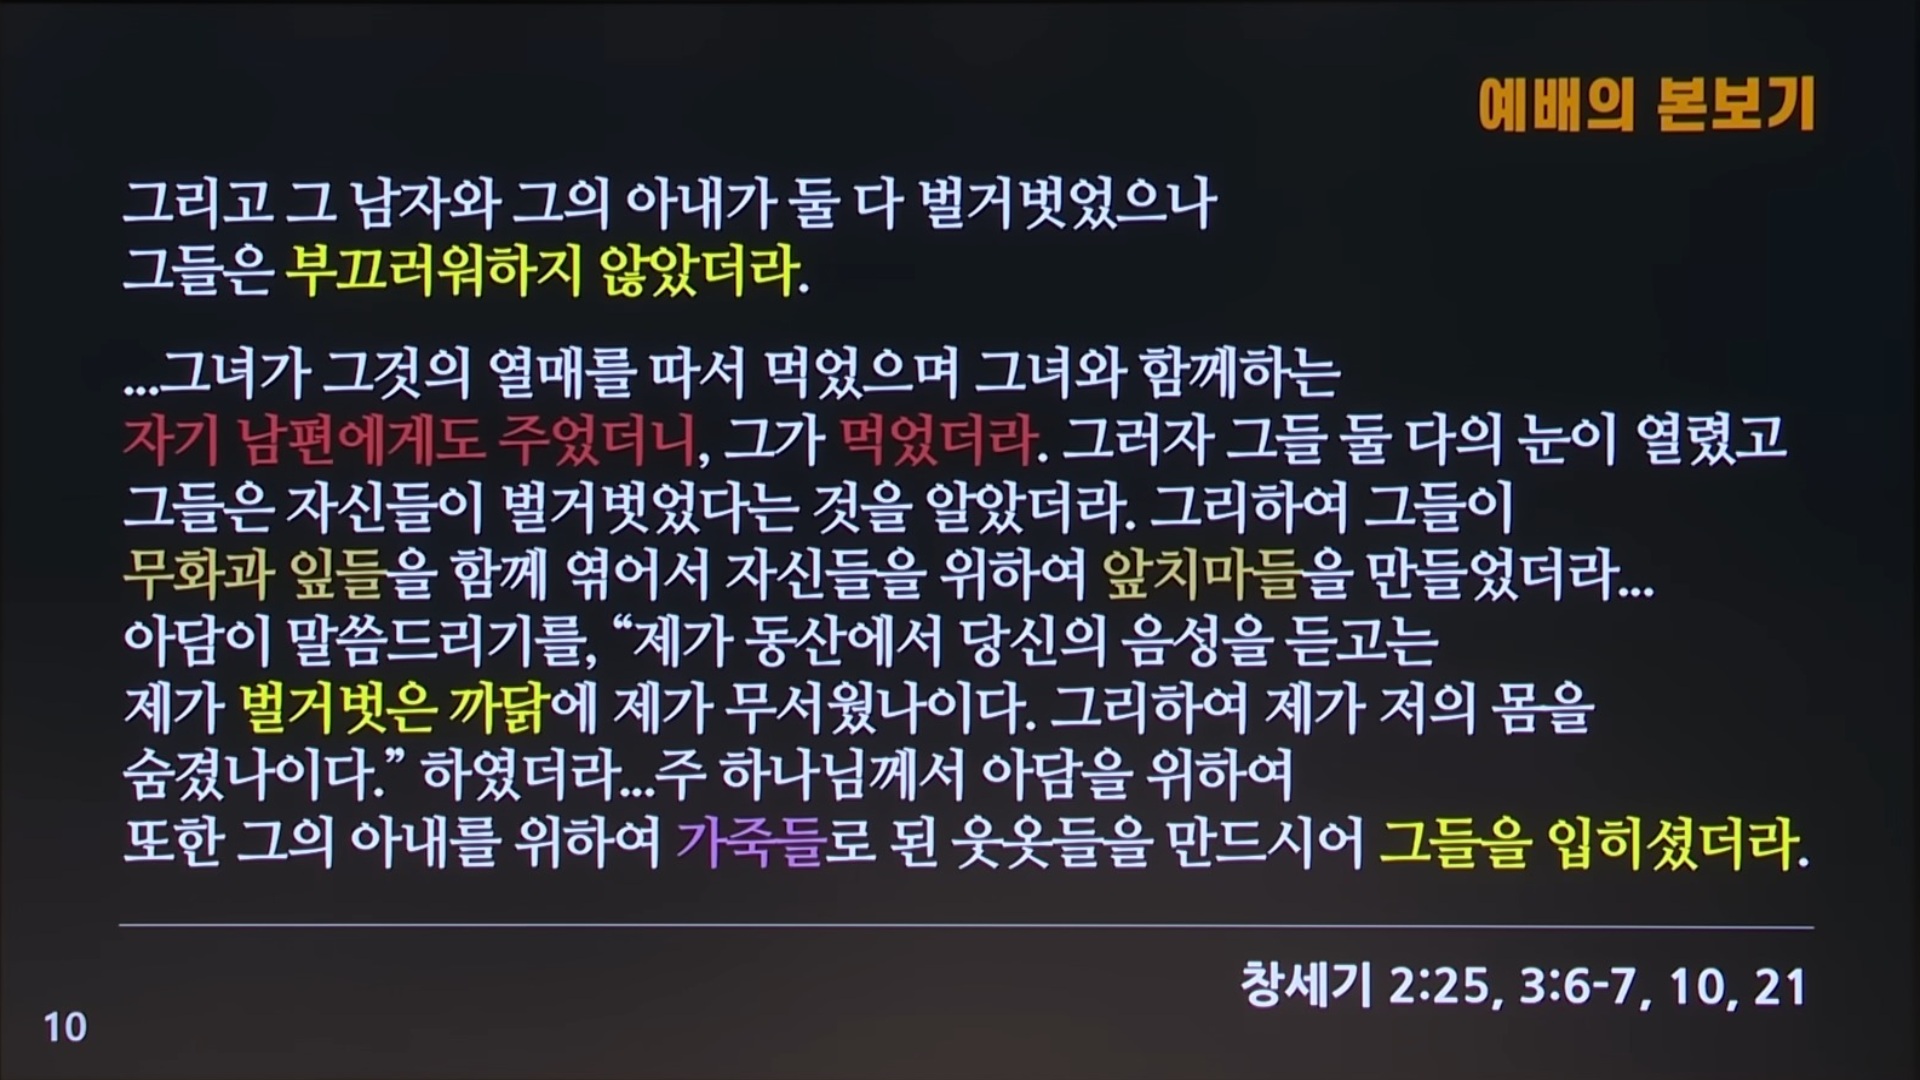 예배의 본보기
그리고 그 남자와 그의 아내가 둘 다 벌거벗었으나
그들은 부끄러워하지 않았더라.
...그녀가 그것의 열매를 따서 먹었으며 그녀와 함께하는
자기 남편에게도 주었더니, 그가 먹었더라. 그러자 그들 둘 다의 눈이 열렸고
그들은 자신들이 벌거벗었다는 것을 알았더라. 그리하여 그들이
무화과 잎들을 함께 엮어서 자신들을 위하여 앞치마들을 만들었더라...
아담이 말씀드리기를, “제가 동산에서 당신의 음성을 듣고는
제가 벌거벗은 까닭에 제가 무서웠나이다. 그리하여 제가 저의 몸을
숨겼나이다.” 하였더라...주 하나님께서 아담을 위하여
또한 그의 아내를 위하여 가죽들로 된 웃옷들을 만드시어 그들을 입히셨더라.
창세기 2:25, 3:6-7, 10, 21
10